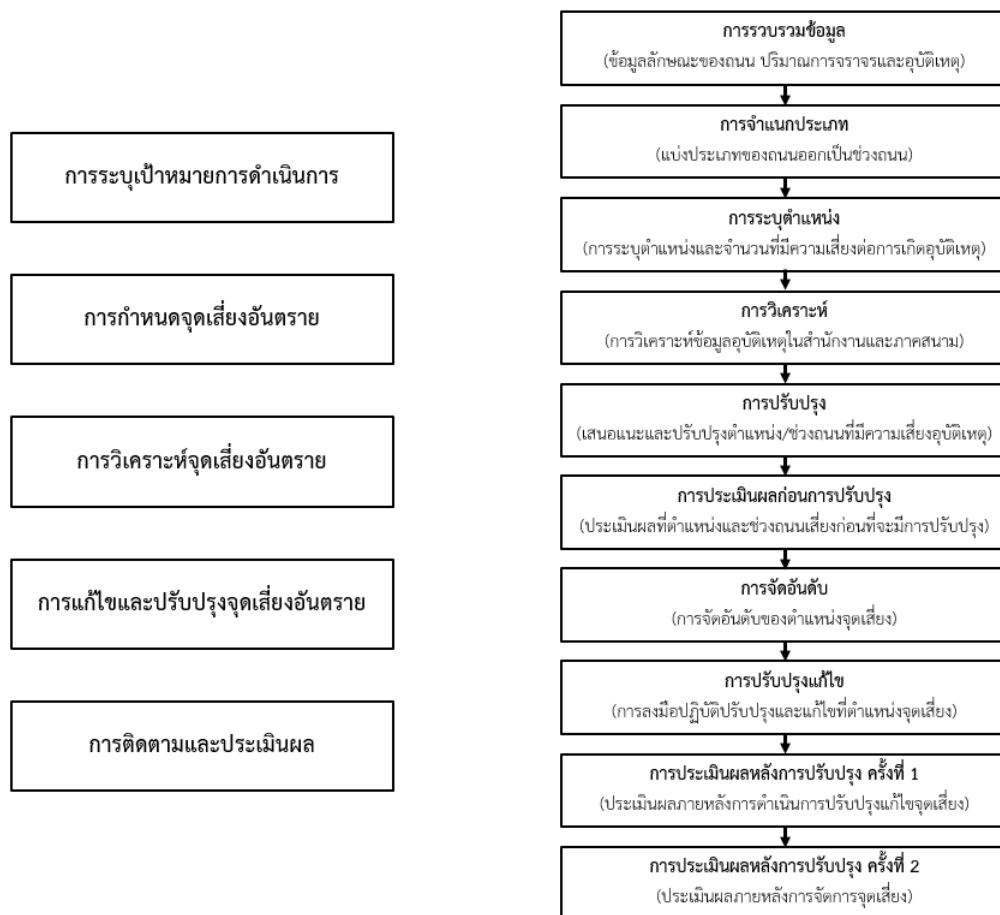 การระบุเป้าหมายการดำเนินการ
การกำหนดจุดเสี่ยงอันตราย
การวิเคราะห์จุดเสี่ยงอันตราย
การแก้ไขและปรับปรุงจุดเสี่ยงอันตราย
การติดตามและประเมินผล
การรวบรวมข้อมูล
(ข้อมูลลักษณะของถนน ปริมาณการจราจรและอุบัติเหตุ)
การจำแนกประเภท
(แบ่งประเภทของถนนออกเป็นช่วงถนน)
การระบุตำแหน่ง
(การระบุตำแหน่งและจำนวนที่มีความเสี่ยงต่อการเกิดอุบัติเหตุ)
การวิเคราะห์
(การวิเคราะห์ข้อมูลอุบัติเหตุในสำนักงานและภาคสนาม)
การปรับปรุง
(เสนอแนะและปรับปรุงตำแหน่ง/ช่วงถนนที่มีความเสี่ยงอุบัติเหตุ)
การประเมินผลก่อนการปรับปรุง
(ประเมินผลที่ตำแหน่งและช่วงถนนเสี่ยงก่อนที่จะมีการปรับปรุง)
การจัดอันดับ
(การจัดอันดับของตำแหน่งจุดเสี่ยง)
การปรับปรุงแก้ไข
(การลงมือปฏิบัติปรับปรุงและแก้ไขที่ตำแหน่งจุดเสี่ยง)
การประเมินผลหลังการปรับปรุง ครั้งที่ 1
(ประเมินผลภายหลังการดำเนินการปรับปรุงแก้ไขจุดเสี่ยง)
การประเมินผลหลังการปรับปรุง ครั้งที่ 2
(ประเมินผลภายหลังการจัดการจุดเสี่ยง)